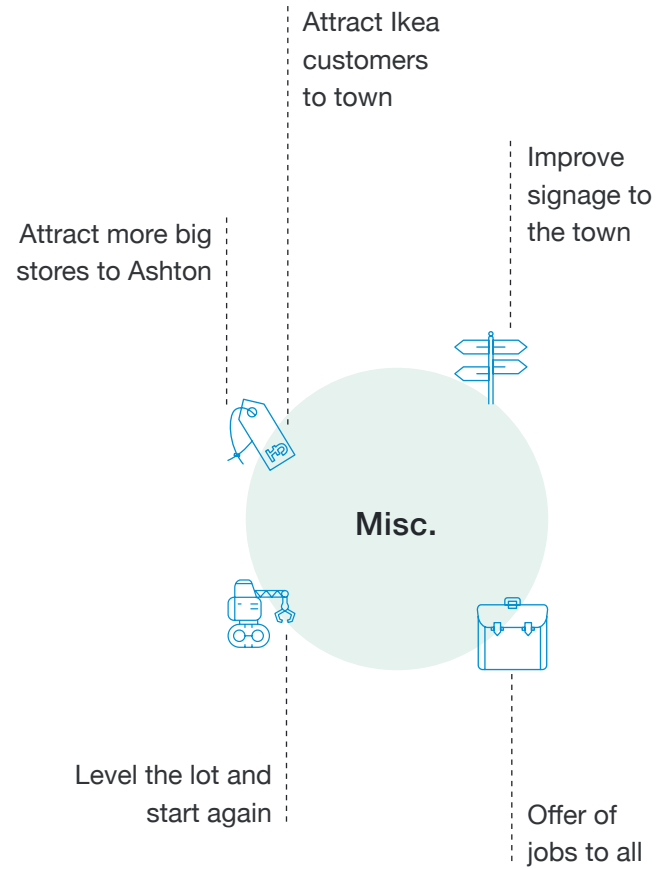 Attract Ikea
customers
to town
Improve
signage to
the town
Attract more big
stores to Ashton
Misc.
Level the lot and
start again
Offer of
jobs to all